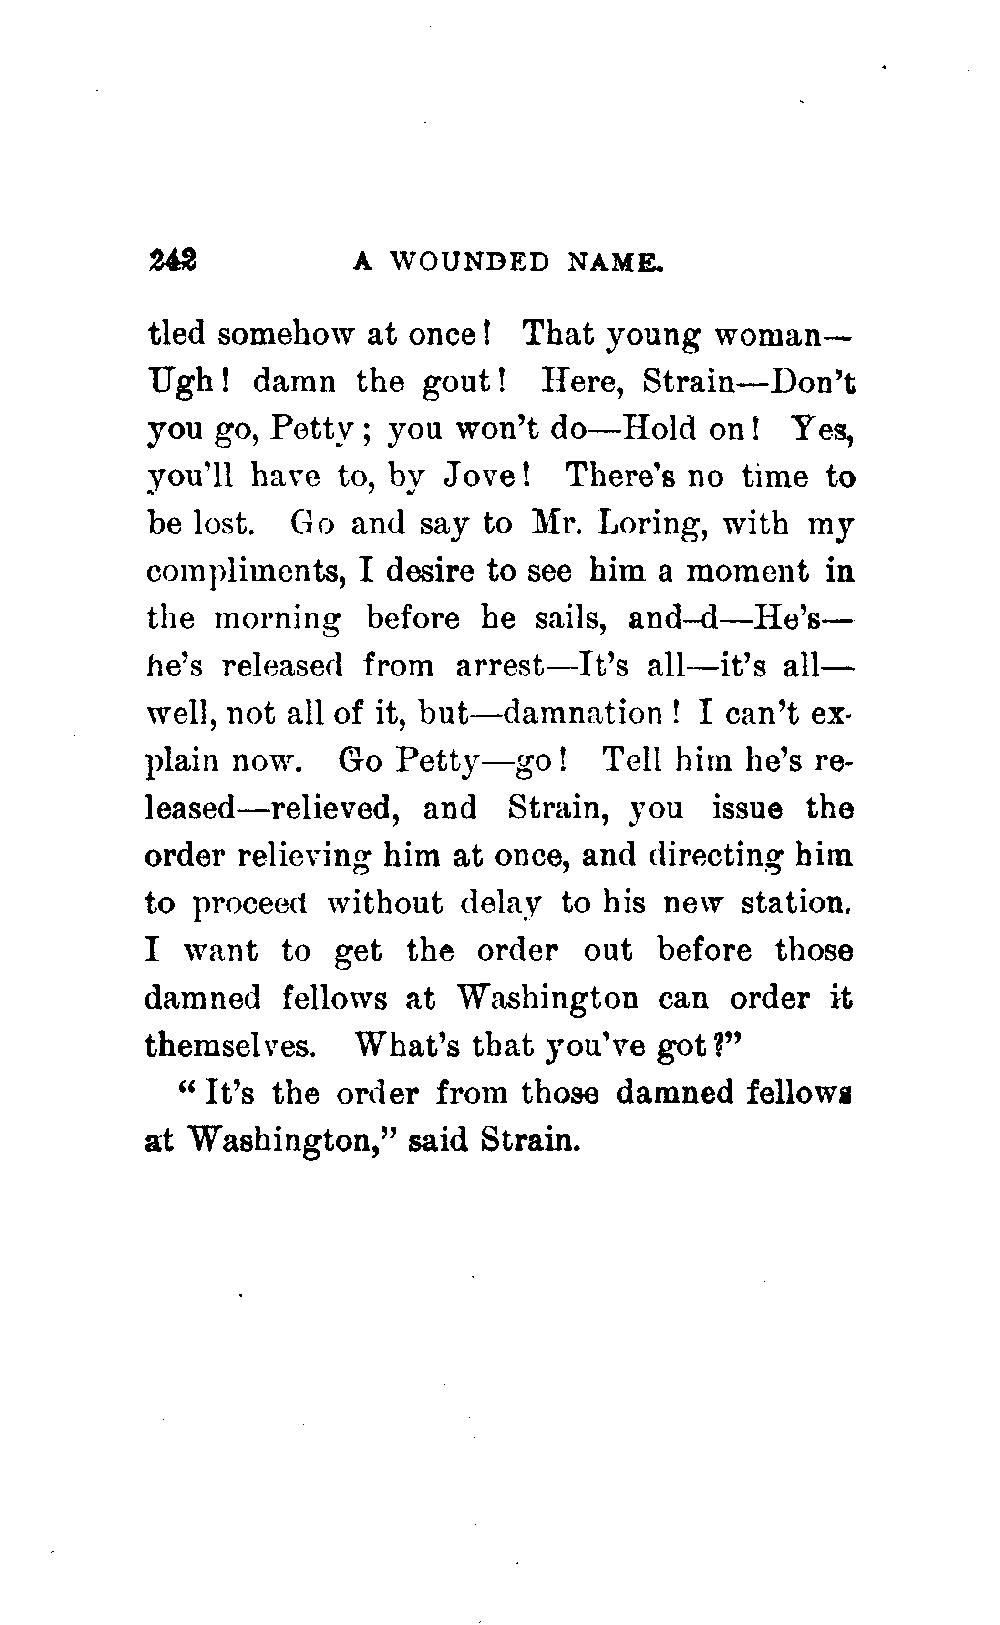 242 A WOUNDED NAME.
tled somehow at once! That young woman—
Ugh! damn the gout! Here, Strain—Don't
you go, Petty; you won't do—Hold on! Yes,
you'll have to, by Jove! There's no time to
be lost. Go and say to Mr. Loring, with my
compliments, I desire to see him a moment in
the morning before he sails, and-d—He's—
he's released from arrest—It's all—it's all—
well, not all of it, but—damnation! I can't ex-
plain now. Go Petty—go! Tell him he's re-
leased—relieved, and Strain, you issue the
order relieving him at once, and directing him
to proceed without delay to his new station.
I want to get the order out before those
damned fellows at Washington can order it
themselves. What's that you've got?"
"It's the order from those damned fellows
at Washington," said Strain.